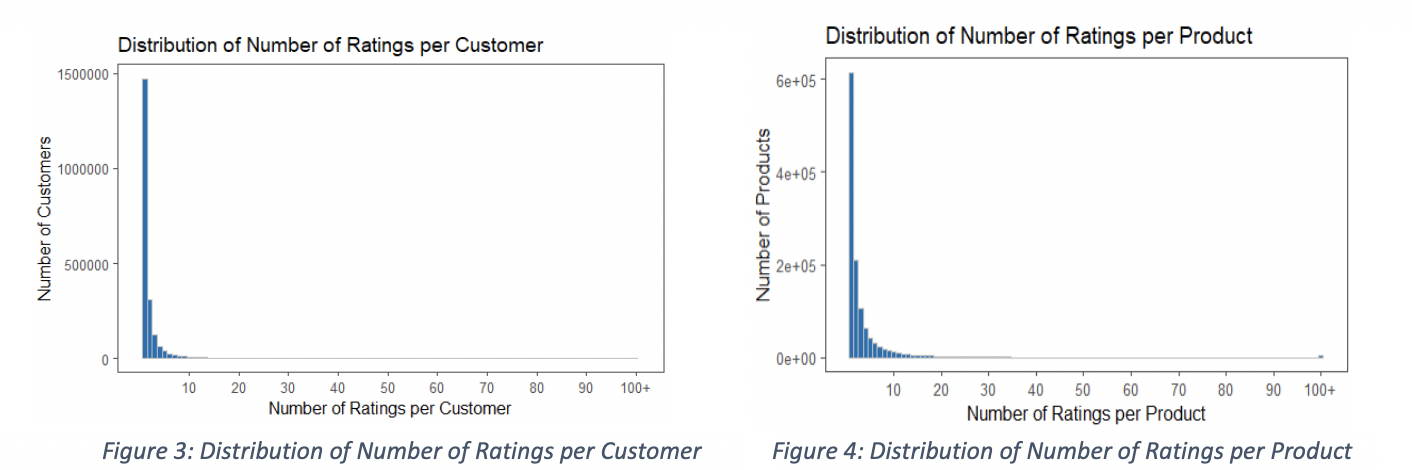 Distribution of Number of Ratings per Customer
1500000
1000000
500000
0
Number of Customers
10 20 30 40 50 60 70 80 90 100+
Number of Ratings per Customer
Figure 3: Distribution of Number of Ratings per Customer
Distribution of Number of Ratings per Product
6e+05
4e+05
2e+05
0e+00
Number of Products
10 20 30 40 50 60 70 80 90 100+
Number of Ratings per Product
Figure 4: Distribution of Number of Ratings per Product